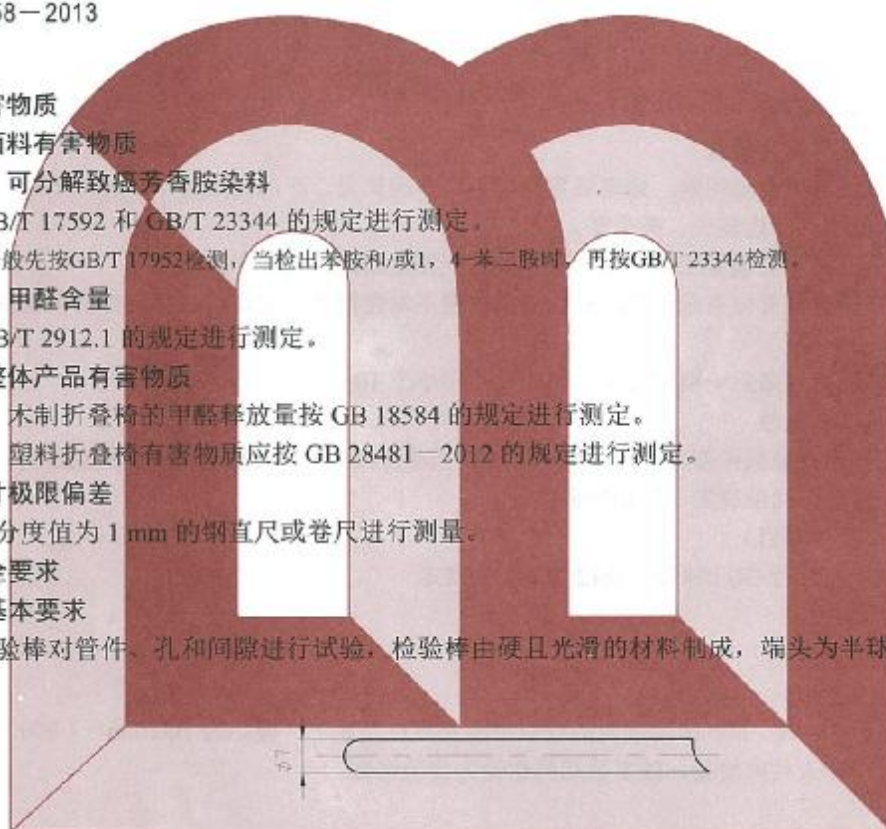 58－2013
害物质
面料有害物质
可分解致癌芳香胺染料
B/T 17592 和 GB/T 23344 的规定进行测定。
般先按GB/T 17952检测，当检出苯胺和/或1，4-苯二胺时，再按GB/T 23344检测。
甲醛含量
B/T 2912.1 的规定进行测定。
整体产品有害物质
木制折叠椅的甲醛释放量按 GB 18584 的规定进行测定。
塑料折叠椅有害物质应按 GB 28481－2012 的规定进行测定。
寸极限偏差
分度值为 1 mm 的钢直尺或卷尺进行测量。
全要求
基本要求
验棒对管件、孔和间隙进行试验，检验棒由硬且光滑的材料制成，端头为半球